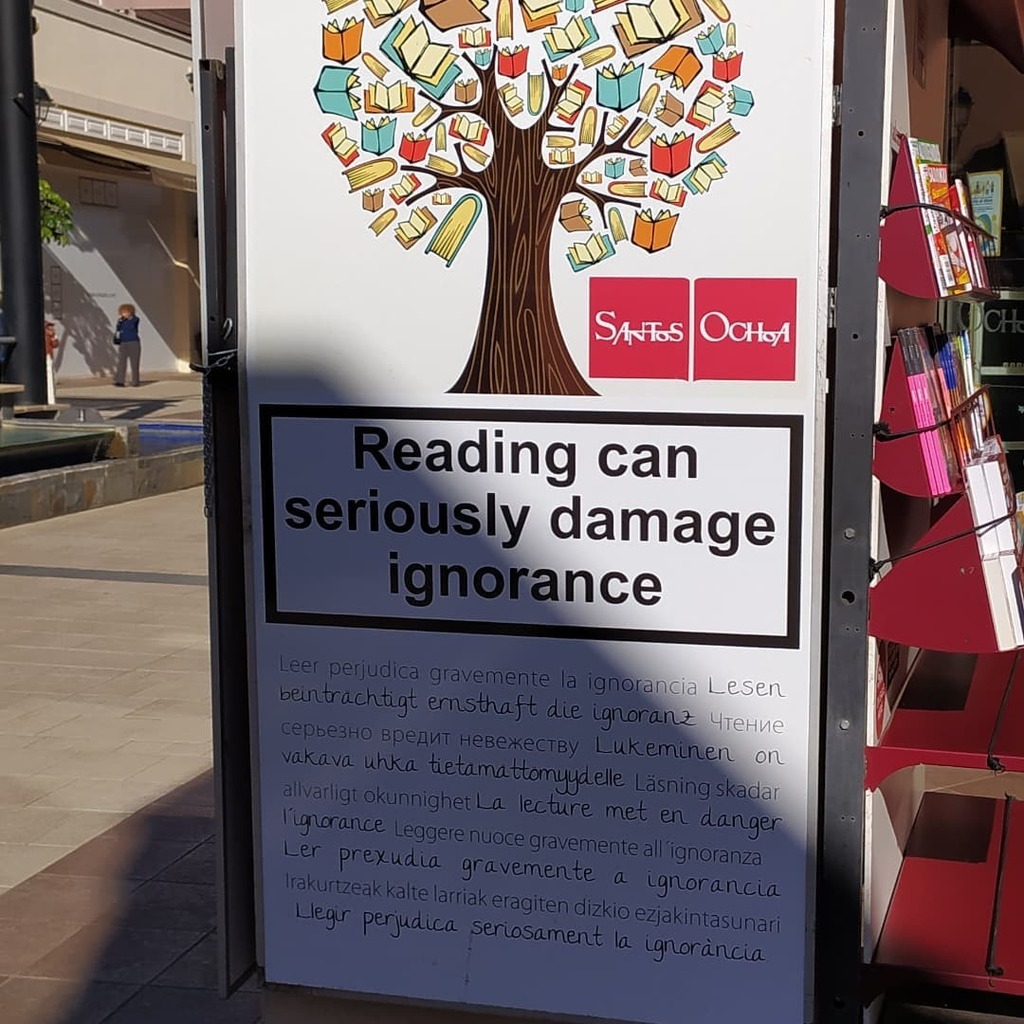 SANTOS OCHOA
Reading can
seriously damage
ignorance
Leer perjudica gravemente la ignorancia Lesen
beintrachtigt ernsthaft die ignoranz Чтение
серьезно вредит невежеству Lukeminen on
vakava uhka tietamattomyydelle Läsning skadar
allvarligt okunnighet La lecture met en danger
l'ignorance Leggere nuoce gravemente all'ignoranza
Ler prexudia gravemente a ignorancia
Irakurtzeak kalte larriak eragiten dizkio ezjakintasunari
Llegir perjudica seriosament la ignorància